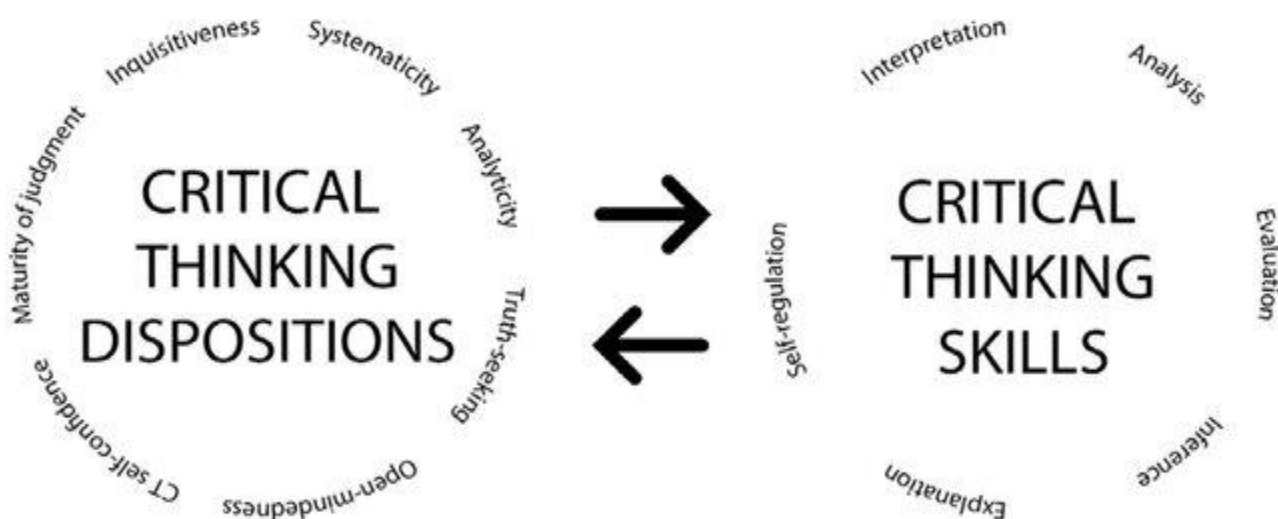 Inquisitiveness
Systematicity
Analyticity
Truth-seeking
Open-mindedness
CT self-confidence
Maturity of judgment
CRITICAL
THINKING
DISPOSITIONS
Interpretation
Analysis
Evaluation
Inference
Explanation
Self-regulation
CRITICAL
THINKING
SKILLS